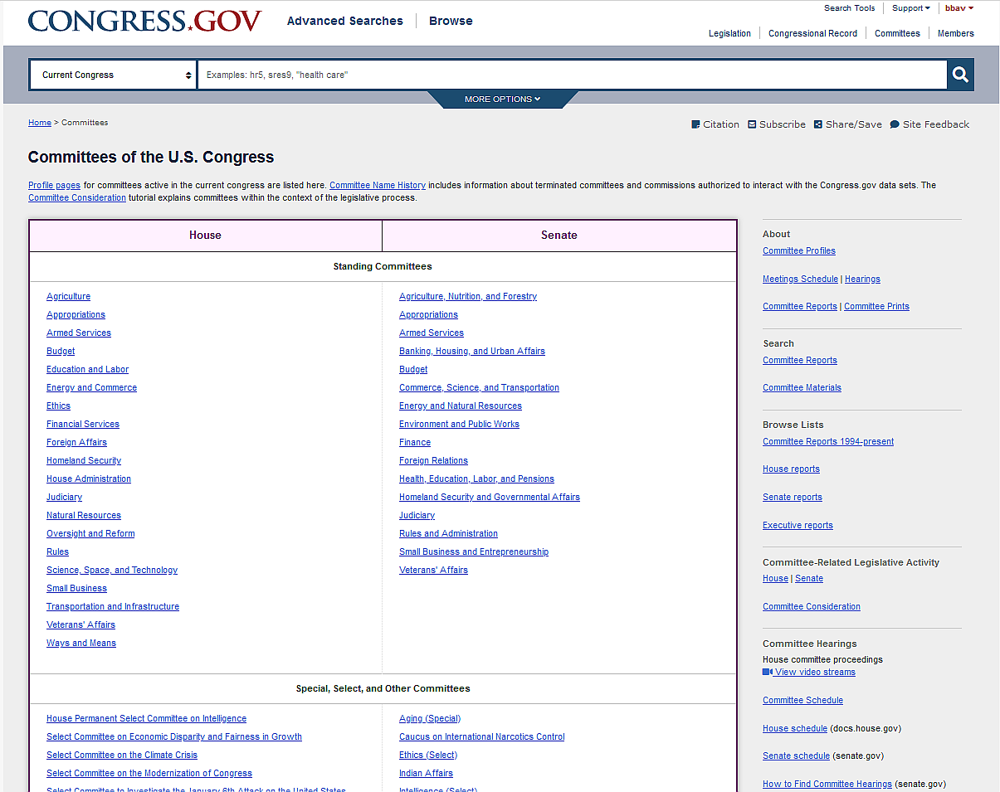 CONGRESS.GOV
Advanced Searches
Browse
Search Tools
Support
bbav
Legislation
Congressional Record
Committees
Members
Current Congress
Examples: hr5, sres9, "health care"
MORE OPTIONS
Home > Committees
Citation
Subscribe
Share/Save
Site Feedback
Committees of the U.S. Congress
Profile pages for committees active in the current congress are listed here. Committee Name History includes information about terminated committees and commissions authorized to interact with the Congress.gov data sets. The
Committee Consideration tutorial explains committees within the context of the legislative process.
House
Senate
Standing Committees
Agriculture
Appropriations
Armed Services
Budget
Education and Labor
Energy and Commerce
Ethics
Financial Services
Foreign Affairs
Homeland Security
House Administration
Judiciary
Natural Resources
Oversight and Reform
Rules
Science, Space, and Technology
Small Business
Transportation and Infrastructure
Veterans' Affairs
Ways and Means
Agriculture, Nutrition, and Forestry
Appropriations
Armed Services
Banking, Housing, and Urban Affairs
Budget
Commerce, Science, and Transportation
Energy and Natural Resources
Environment and Public Works
Finance
Foreign Relations
Health, Education, Labor, and Pensions
Homeland Security and Governmental Affairs
Judiciary
Rules and Administration
Small Business and Entrepreneurship
Veterans' Affairs
Special, Select, and Other Committees
House Permanent Select Committee on Intelligence
Select Committee on Economic Disparity and Fairness in Growth
Select Committee on the Climate Crisis
Select Committee on the Modernization of Congress
Select Committee to Investigate the January 6th Attack on the United States
Aging (Special)
Caucus on International Narcotics Control
Ethics (Select)
Indian Affairs
Intelligence (Select)
About
Committee Profiles
Meetings Schedule | Hearings
Committee Reports | Committee Prints
Search
Committee Reports
Committee Materials
Browse Lists
Committee Reports 1994-present
House reports
Senate reports
Executive reports
Committee-Related Legislative Activity
House | Senate
Committee Consideration
Committee Hearings
House committee proceedings
View video streams
Committee Schedule
House schedule (docs.house.gov)
Senate schedule (senate.gov)
How to Find Committee Hearings (senate.gov)